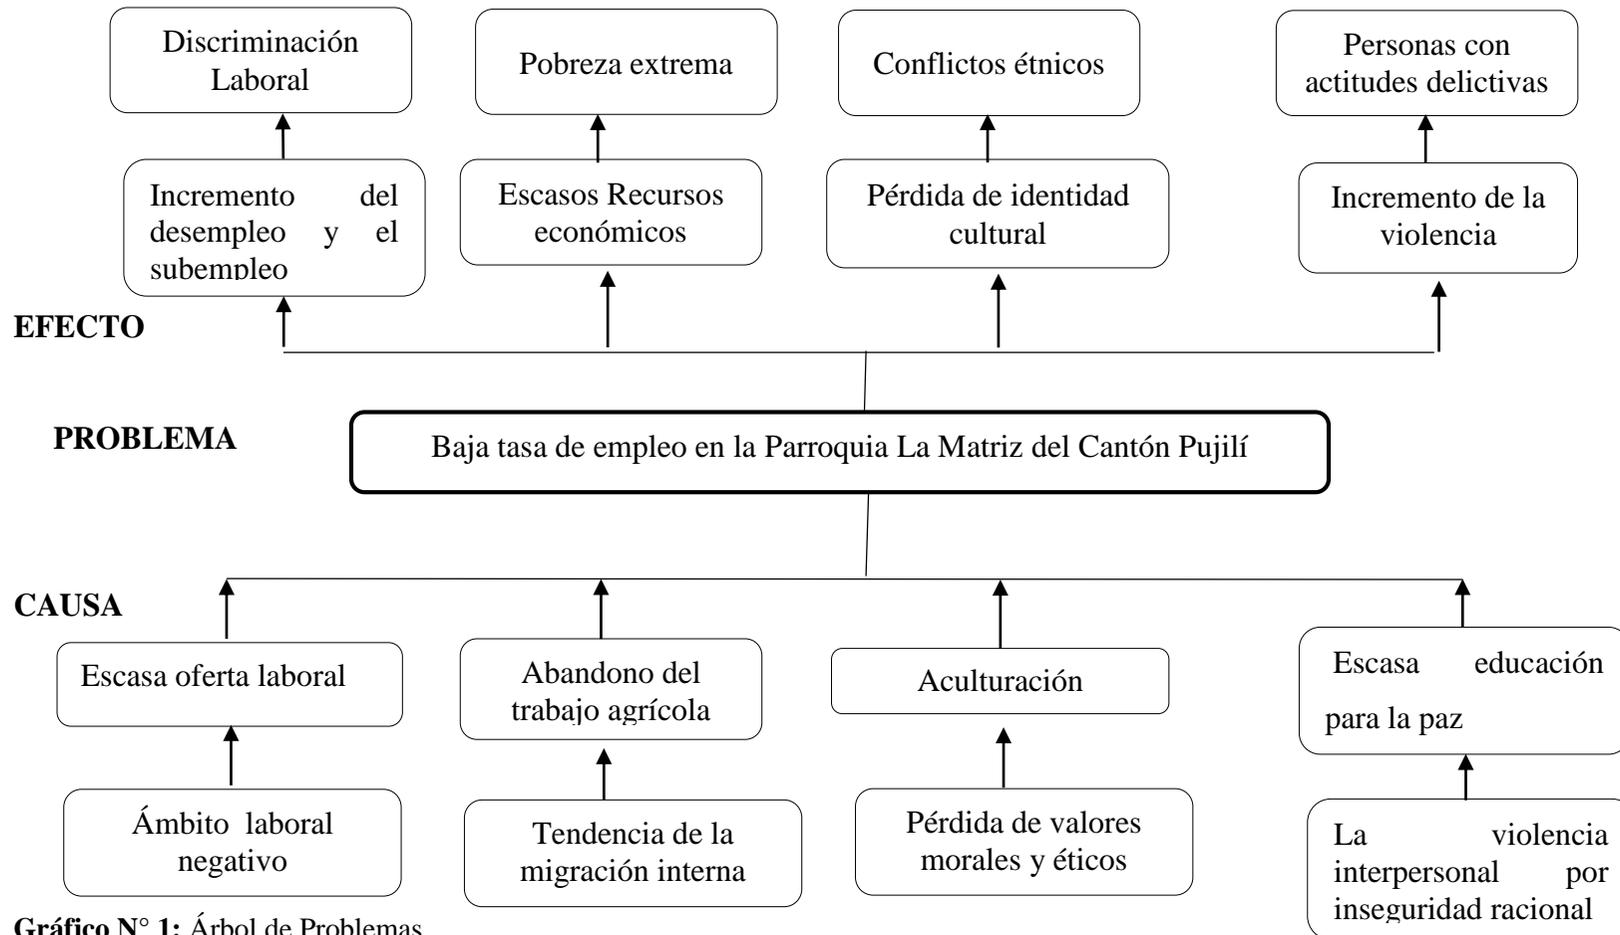 Discriminación
Laboral
Pobreza extrema
Conflictos étnicos
Personas con
actitudes delictivas
Incremento del
desempleo y el
subempleo
Escasos Recursos
económicos
Pérdida de identidad
cultural
Incremento de la
violencia
EFECTO
PROBLEMA
Baja tasa de empleo en la Parroquia La Matriz del Cantón Pujilí
CAUSA
Escasa oferta laboral
Abandono del
trabajo agrícola
Aculturación
Escasa educación
para la paz
Ámbito laboral
negativo
Tendencia de la
migración interna
Pérdida de valores
morales y éticos
La violencia
interpersonal por
inseguridad racional
Gráfico N° 1: Árbol de Problemas